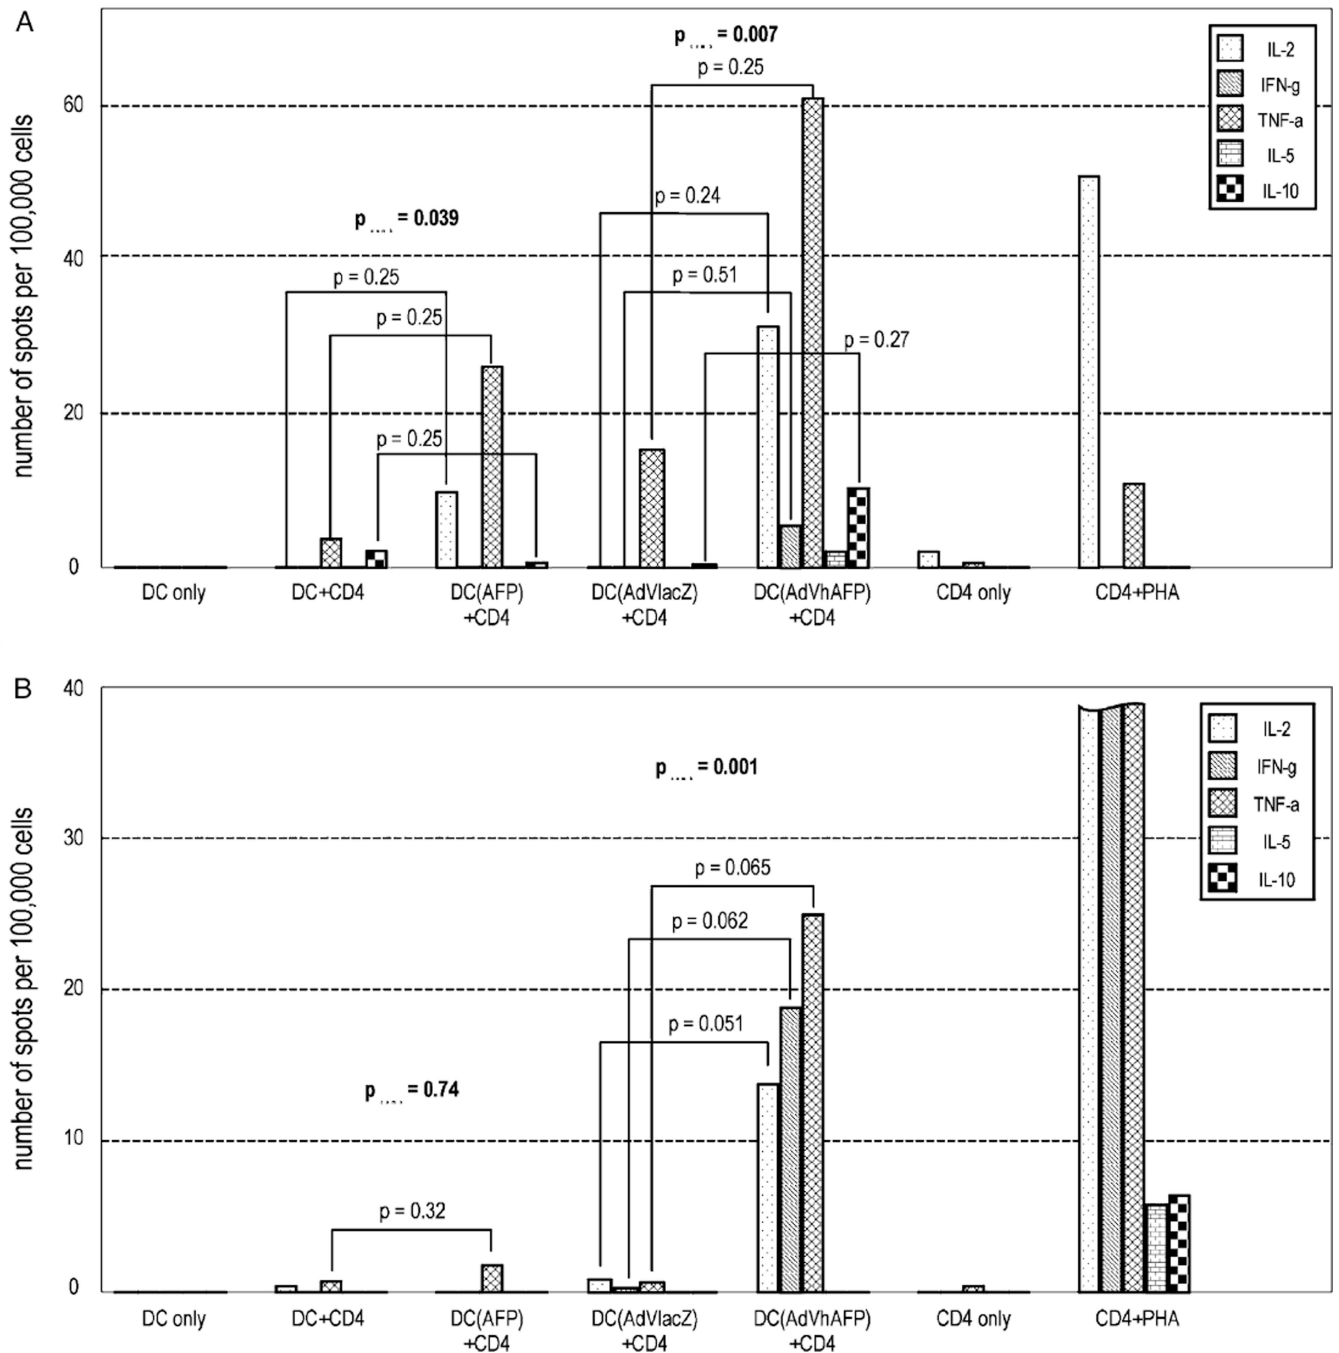 A
number of spots per 100,000 cells
60
40
20
0
p = 0.007
p = 0.25
p = 0.24
p = 0.039
p = 0.51
p = 0.25
p = 0.25
p = 0.27
p = 0.25
IL-2
IFN-g
TNF-a
IL-5
IL-10
DC only
DC+CD4
DC(AFP)
+CD4
DC(AdVlacZ)
+CD4
DC(AdVhAFP)
+CD4
CD4 only
CD4+PHA
B
number of spots per 100,000 cells
40
30
20
10
0
p = 0.001
p = 0.065
p = 0.062
p = 0.051
p = 0.74
p = 0.32
IL-2
IFN-g
TNF-a
IL-5
IL-10
DC only
DC+CD4
DC(AFP)
+CD4
DC(AdVlacZ)
+CD4
DC(AdVhAFP)
+CD4
CD4 only
CD4+PHA